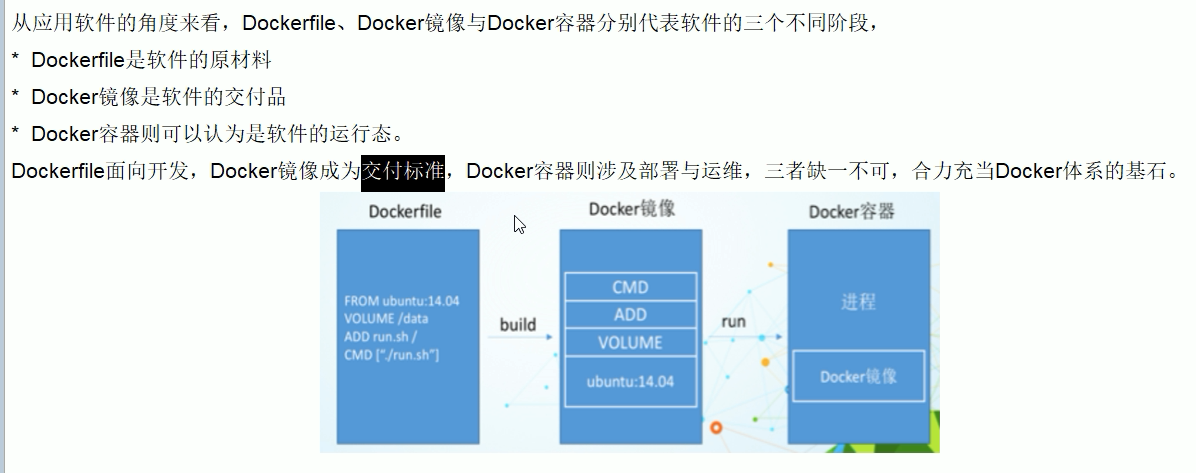 从应用软件的角度来看，Dockerfile、Docker镜像与Docker容器分别代表软件的三个不同阶段，
* Dockerfile是软件的原材料
* Docker镜像是软件的交付品
* Docker容器则可以认为是软件的运行态。
Dockerfile面向开发，Docker镜像成为交付标准，Docker容器则涉及部署与运维，三者缺一不可，合力充当Docker体系的基石。
Dockerfile
FROM ubuntu:14.04
VOLUME /data
ADD run.sh /
CMD [“./run.sh”]
build
Docker镜像
CMD
ADD
VOLUME
ubuntu:14.04
run
Docker容器
进程
Docker镜像